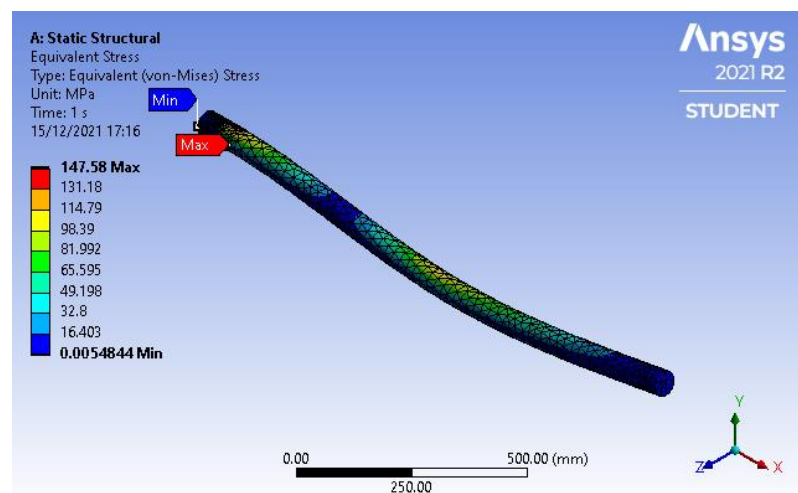 A: Static Structural
Equivalent Stress
Type: Equivalent (von-Mises) Stress
Unit: MPa
Time: 1 s
15/12/2021 17:16
Ansys
2021 R2
STUDENT
Min
Max
147.58 Max
131.18
114.79
98.39
81.992
65.595
49.198
32.8
16.403
0.0054844 Min
0.00
500.00 (mm)
250.00
Y
Z
X